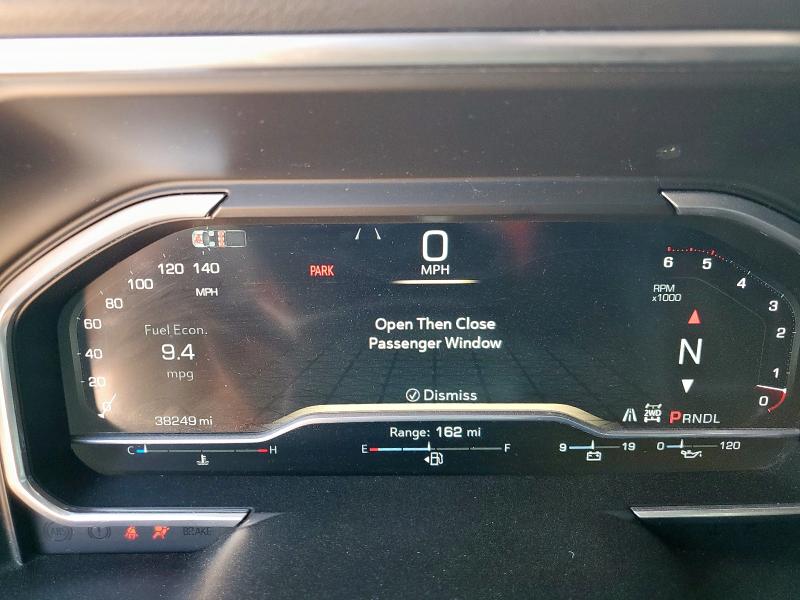 0
MPH
120 140
100
MPH
80
60
40
20
0
PARK
Fuel Econ.
9.4
mpg
38249 mi
Open Then Close
Passenger Window
Dismiss
6 5 4 3 2 1 0
RPM
x1000
N
2WD
PRNDL
C H
Range: 162 mi
E F
9 19
0 120
BRAKE